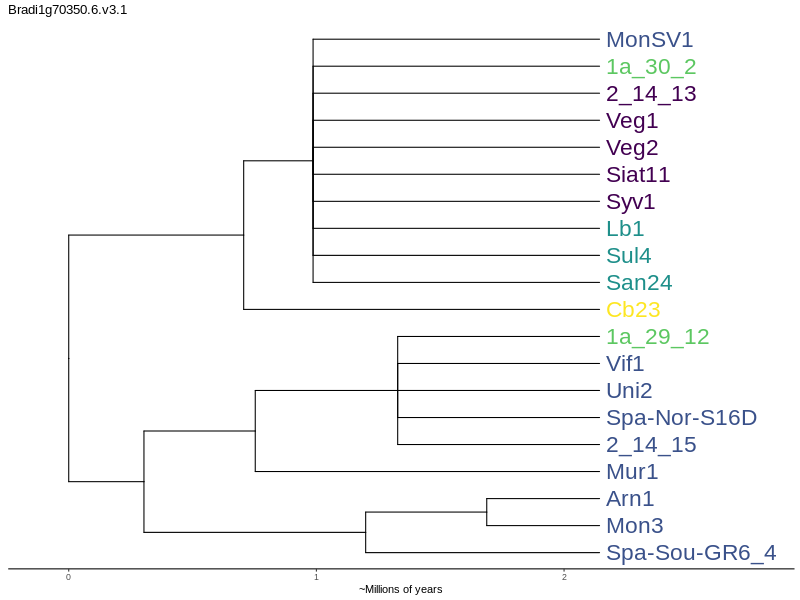 Bradi1g70350.6.v3.1
MonSV1
1a_30_2
2_14_13
Veg1
Veg2
Siat11
Syv1
Lb1
Sul4
San24
Cb23
1a_29_12
Vif1
Uni2
Spa-Nor-S16D
2_14_15
Mur1
Arn1
Mon3
Spa-Sou-GR6_4
0 1 2
~Millions of years